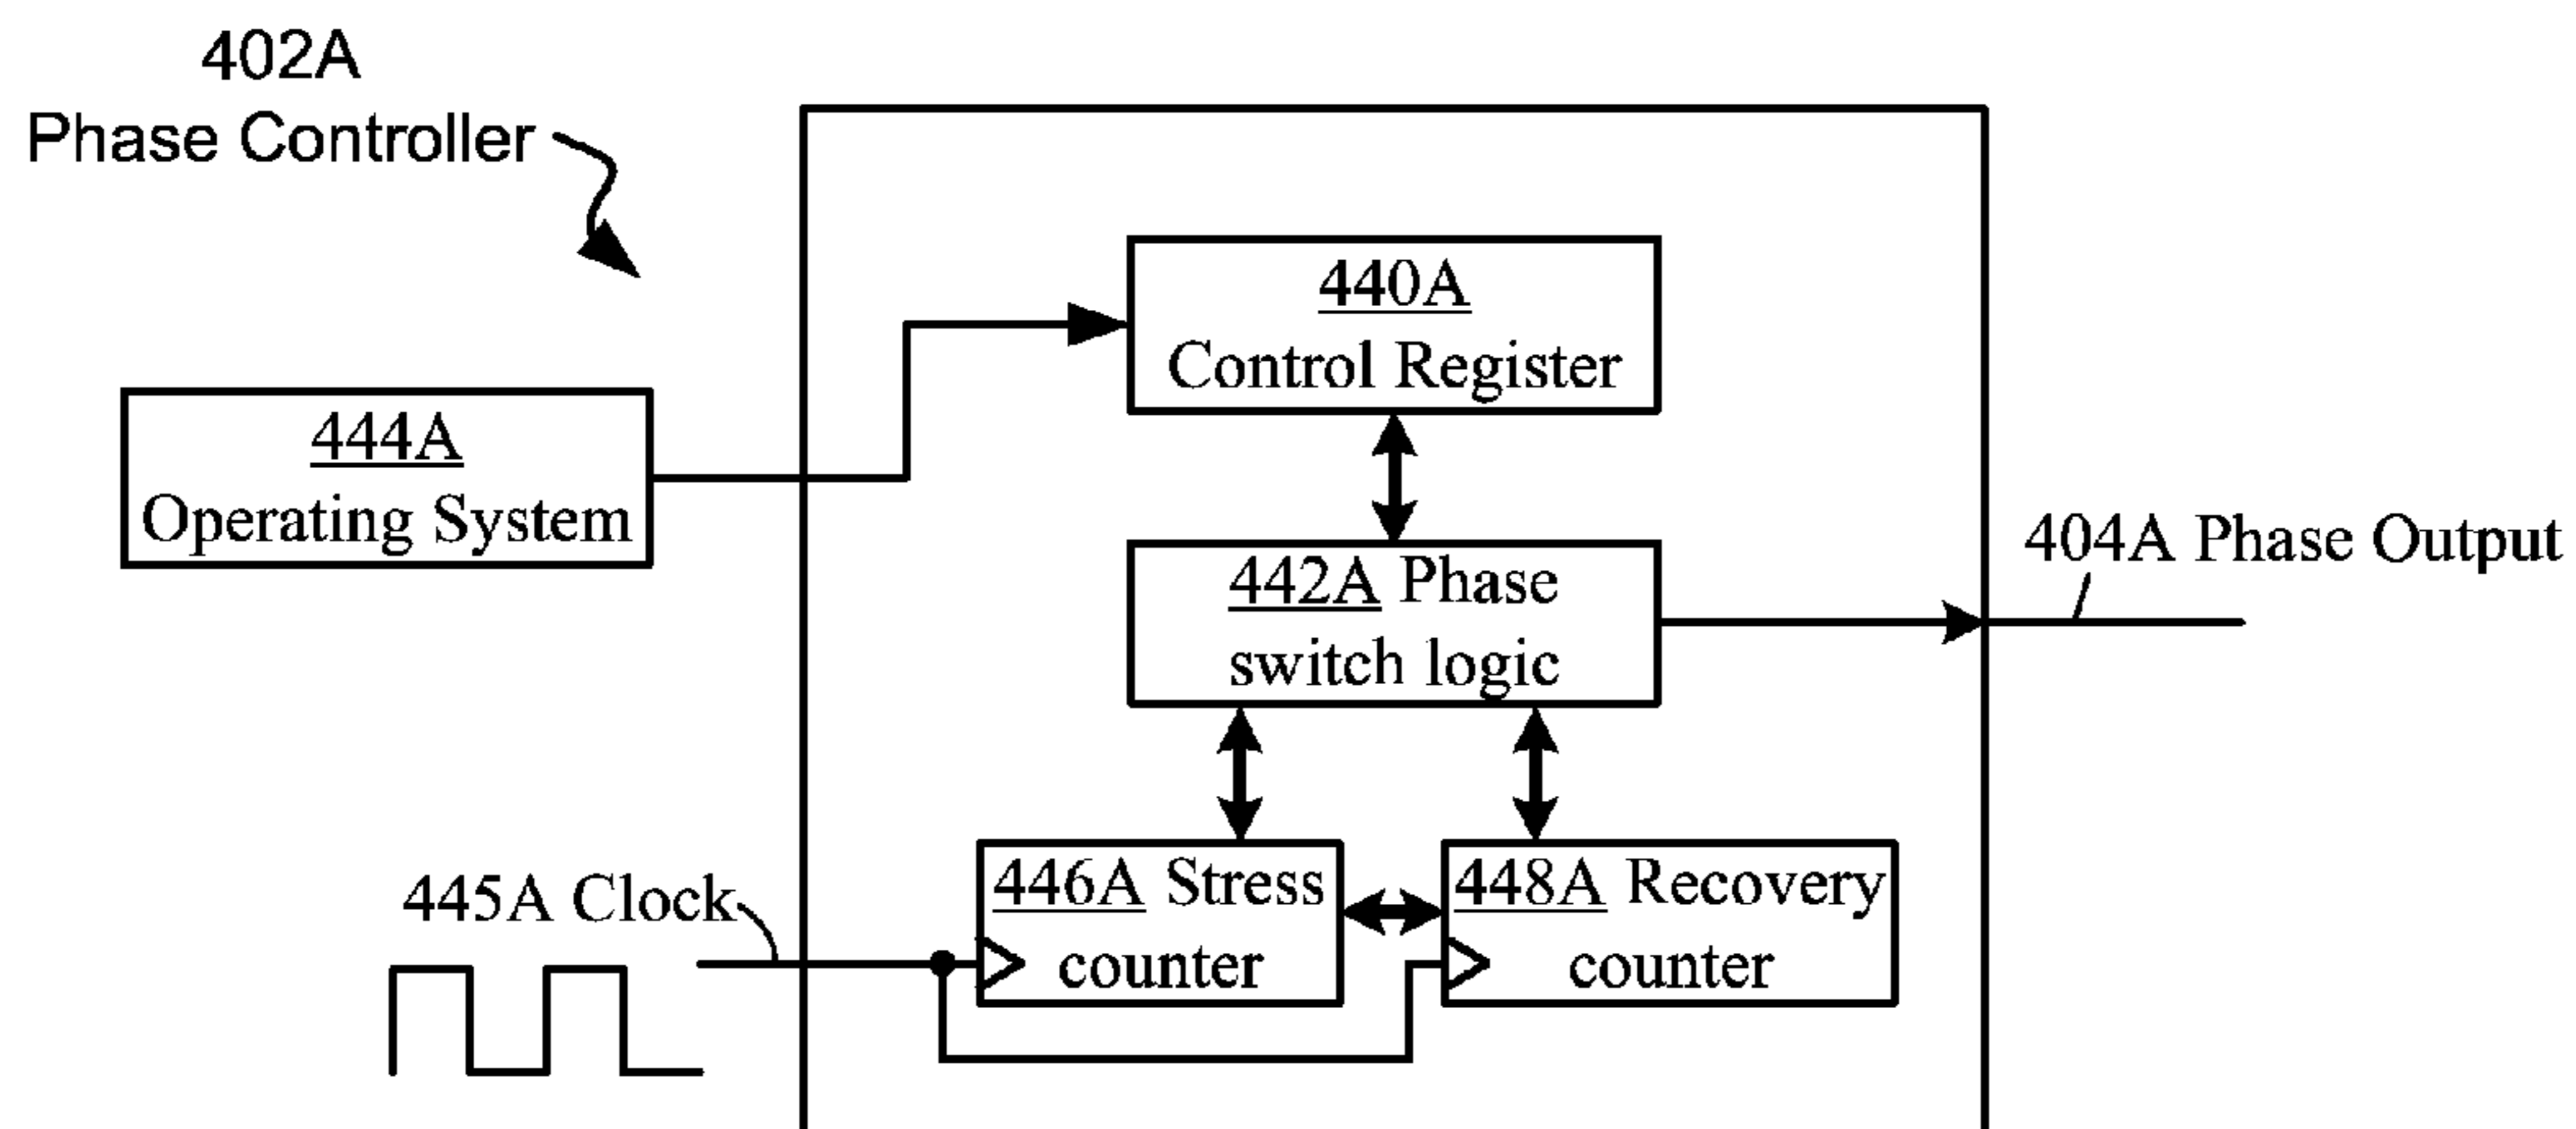 402A
Phase Controller
440A
Control Register
444A
Operating System
442A Phase
switch logic
404A Phase Output
446A Stress
counter
448A Recovery
counter
445A Clock